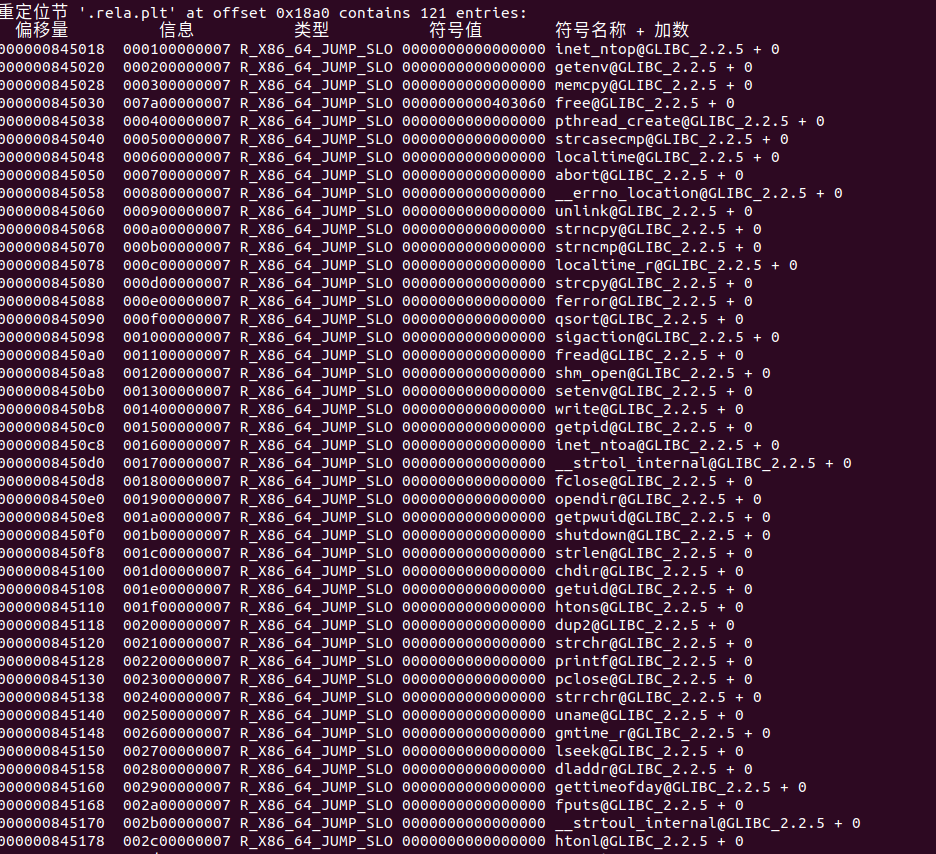 重定位节 '.rela.plt' at offset 0x18a0 contains 121 entries:
偏移量 信息 类型 符号值 符号名称 + 加数
000000845018 000100000007 R_X86_64_JUMP_SLO 0000000000000000 inet_ntop@GLIBC_2.2.5 + 0
000000845020 000200000007 R_X86_64_JUMP_SLO 0000000000000000 getenv@GLIBC_2.2.5 + 0
000000845028 000300000007 R_X86_64_JUMP_SLO 0000000000000000 memcpy@GLIBC_2.2.5 + 0
000000845030 007a00000007 R_X86_64_JUMP_SLO 0000000000403060 free@GLIBC_2.2.5 + 0
000000845038 000400000007 R_X86_64_JUMP_SLO 0000000000000000 pthread_create@GLIBC_2.2.5 + 0
000000845040 000500000007 R_X86_64_JUMP_SLO 0000000000000000 strcasecmp@GLIBC_2.2.5 + 0
000000845048 000600000007 R_X86_64_JUMP_SLO 0000000000000000 localtime@GLIBC_2.2.5 + 0
000000845050 000700000007 R_X86_64_JUMP_SLO 0000000000000000 abort@GLIBC_2.2.5 + 0
000000845058 000800000007 R_X86_64_JUMP_SLO 0000000000000000 __errno_location@GLIBC_2.2.5 + 0
000000845060 000900000007 R_X86_64_JUMP_SLO 0000000000000000 unlink@GLIBC_2.2.5 + 0
000000845068 000a00000007 R_X86_64_JUMP_SLO 0000000000000000 strncpy@GLIBC_2.2.5 + 0
000000845070 000b00000007 R_X86_64_JUMP_SLO 0000000000000000 strncmp@GLIBC_2.2.5 + 0
000000845078 000c00000007 R_X86_64_JUMP_SLO 0000000000000000 localtime_r@GLIBC_2.2.5 + 0
000000845080 000d00000007 R_X86_64_JUMP_SLO 0000000000000000 strcpy@GLIBC_2.2.5 + 0
000000845088 000e00000007 R_X86_64_JUMP_SLO 0000000000000000 ferror@GLIBC_2.2.5 + 0
000000845090 000f00000007 R_X86_64_JUMP_SLO 0000000000000000 qsort@GLIBC_2.2.5 + 0
000000845098 001000000007 R_X86_64_JUMP_SLO 0000000000000000 sigaction@GLIBC_2.2.5 + 0
0000008450a0 001100000007 R_X86_64_JUMP_SLO 0000000000000000 fread@GLIBC_2.2.5 + 0
0000008450a8 001200000007 R_X86_64_JUMP_SLO 0000000000000000 shm_open@GLIBC_2.2.5 + 0
0000008450b0 001300000007 R_X86_64_JUMP_SLO 0000000000000000 setenv@GLIBC_2.2.5 + 0
0000008450b8 001400000007 R_X86_64_JUMP_SLO 0000000000000000 write@GLIBC_2.2.5 + 0
0000008450c0 001500000007 R_X86_64_JUMP_SLO 0000000000000000 getpid@GLIBC_2.2.5 + 0
0000008450c8 001600000007 R_X86_64_JUMP_SLO 0000000000000000 inet_ntoa@GLIBC_2.2.5 + 0
0000008450d0 001700000007 R_X86_64_JUMP_SLO 0000000000000000 __strtol_internal@GLIBC_2.2.5 + 0
0000008450d8 001800000007 R_X86_64_JUMP_SLO 0000000000000000 fclose@GLIBC_2.2.5 + 0
0000008450e0 001900000007 R_X86_64_JUMP_SLO 0000000000000000 opendir@GLIBC_2.2.5 + 0
0000008450e8 001a00000007 R_X86_64_JUMP_SLO 0000000000000000 getpwuid@GLIBC_2.2.5 + 0
0000008450f0 001b00000007 R_X86_64_JUMP_SLO 0000000000000000 shutdown@GLIBC_2.2.5 + 0
0000008450f8 001c00000007 R_X86_64_JUMP_SLO 0000000000000000 strlen@GLIBC_2.2.5 + 0
000000845100 001d00000007 R_X86_64_JUMP_SLO 0000000000000000 chdir@GLIBC_2.2.5 + 0
000000845108 001e00000007 R_X86_64_JUMP_SLO 0000000000000000 getuid@GLIBC_2.2.5 + 0
000000845110 001f00000007 R_X86_64_JUMP_SLO 0000000000000000 htons@GLIBC_2.2.5 + 0
000000845118 002000000007 R_X86_64_JUMP_SLO 0000000000000000 dup2@GLIBC_2.2.5 + 0
000000845120 002100000007 R_X86_64_JUMP_SLO 0000000000000000 strchr@GLIBC_2.2.5 + 0
000000845128 002200000007 R_X86_64_JUMP_SLO 0000000000000000 printf@GLIBC_2.2.5 + 0
000000845130 002300000007 R_X86_64_JUMP_SLO 0000000000000000 pclose@GLIBC_2.2.5 + 0
000000845138 002400000007 R_X86_64_JUMP_SLO 0000000000000000 strrchr@GLIBC_2.2.5 + 0
000000845140 002500000007 R_X86_64_JUMP_SLO 0000000000000000 uname@GLIBC_2.2.5 + 0
000000845148 002600000007 R_X86_64_JUMP_SLO 0000000000000000 gmtime_r@GLIBC_2.2.5 + 0
000000845150 002700000007 R_X86_64_JUMP_SLO 0000000000000000 lseek@GLIBC_2.2.5 + 0
000000845158 002800000007 R_X86_64_JUMP_SLO 0000000000000000 dladdr@GLIBC_2.2.5 + 0
000000845160 002900000007 R_X86_64_JUMP_SLO 0000000000000000 gettimeofday@GLIBC_2.2.5 + 0
000000845168 002a00000007 R_X86_64_JUMP_SLO 0000000000000000 fputs@GLIBC_2.2.5 + 0
000000845170 002b00000007 R_X86_64_JUMP_SLO 0000000000000000 __strtoul_internal@GLIBC_2.2.5 + 0
000000845178 002c00000007 R_X86_64_JUMP_SLO 0000000000000000 htonl@GLIBC_2.2.5 + 0